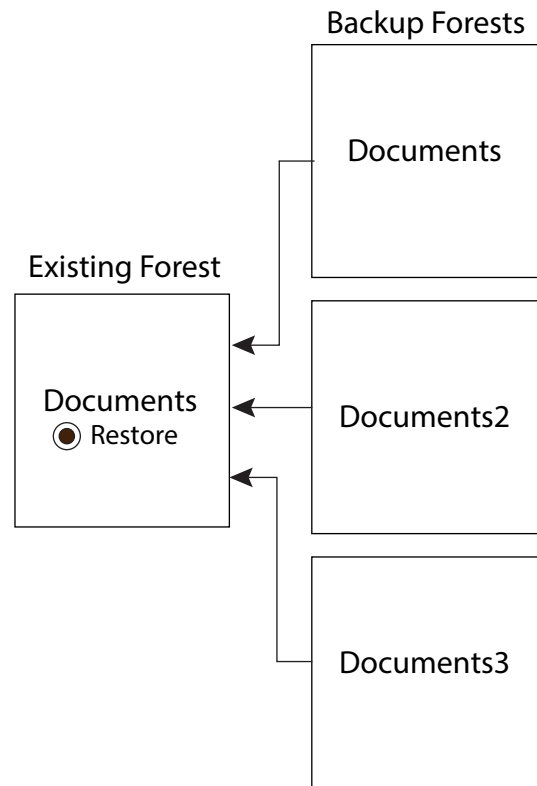 Backup Forests
Documents
Existing Forest
Documents
Restore
Documents2
Documents3